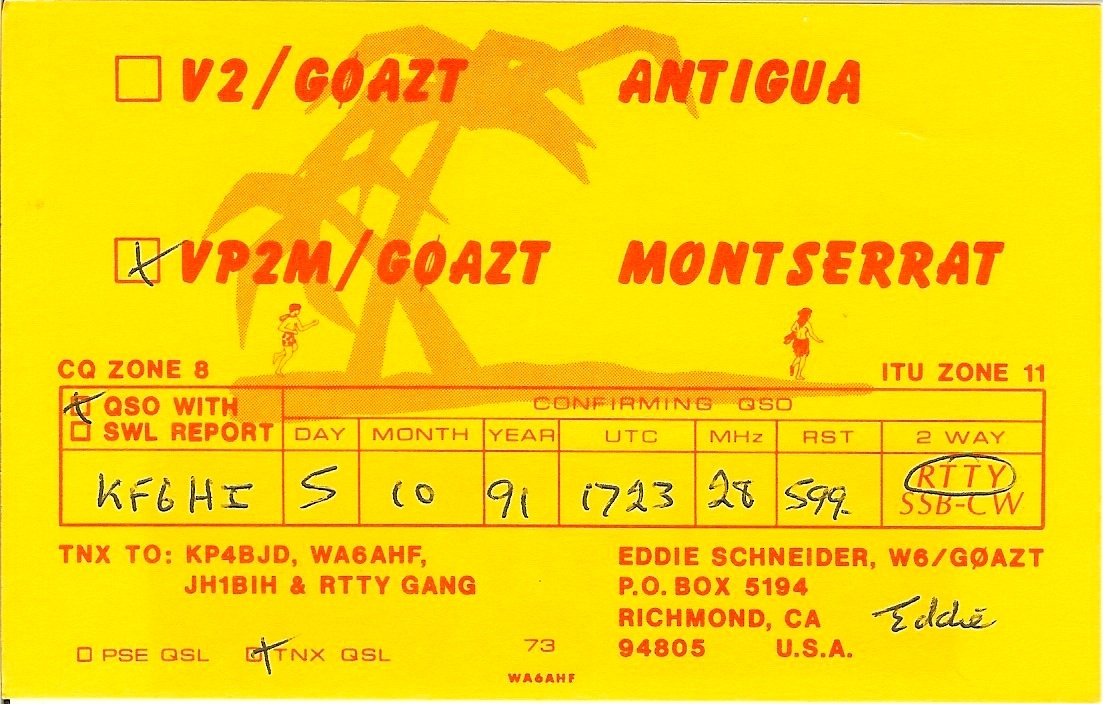 V2/GØAZT ANTIGUA
VP2M/GØAZT MONTSERRAT
CQ ZONE 8 ITU ZONE 11
QSO WITH
SWL REPORT
CONFIRMING QSO
DAY MONTH YEAR UTC MHz RST 2 WAY
KF6HI 5 10 91 1723 28 599 RTTY
SSB-CW
TNX TO: KP4BJD, WA6AHF,
JH1BIH & RTTY GANG
EDDIE SCHNEIDER, W6/GØAZT
P.O. BOX 5194
RICHMOND, CA
94805 U.S.A.
Eddie
PSE QSL TNX QSL
73
WA6AHF